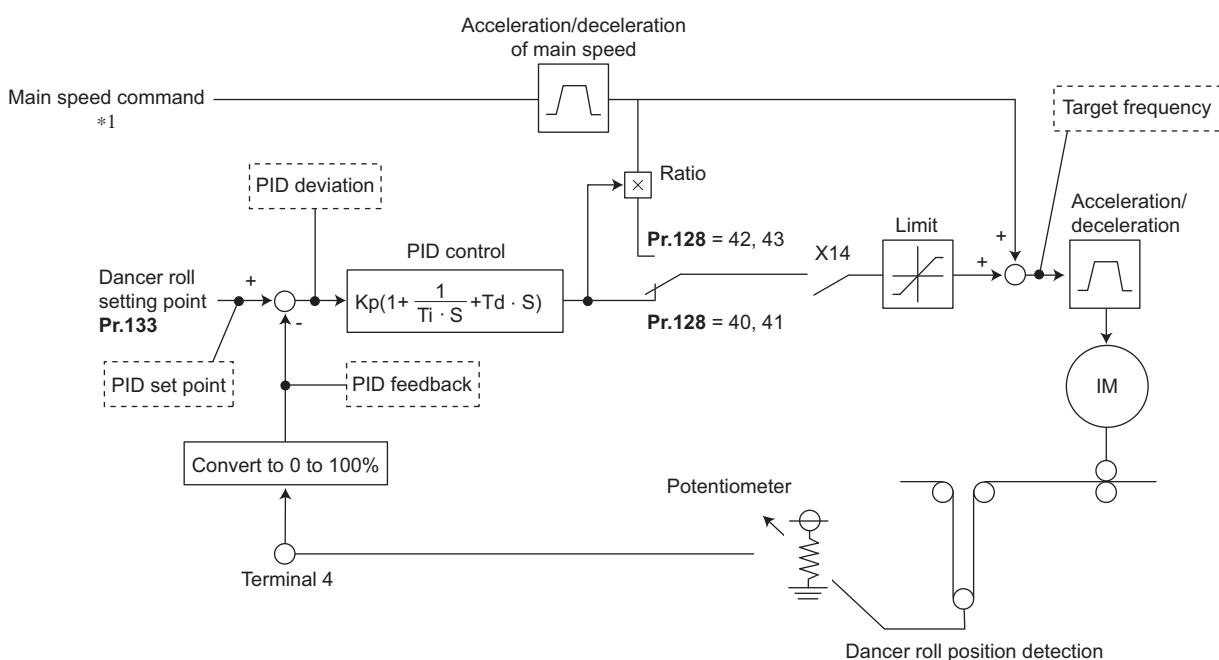 Acceleration/deceleration
of main speed
Main speed command
*1
Target frequency
Ratio
PID deviation
Acceleration/
deceleration
Pr.128 = 42, 43
Limit
X14
PID control
Dancer roll
setting point
Pr.133
+
-
Kp(1+ 1/Ti · S +Td · S)
+
+
Pr.128 = 40, 41
PID set point
PID feedback
IM
Convert to 0 to 100%
Potentiometer
Terminal 4
Dancer roll position detection